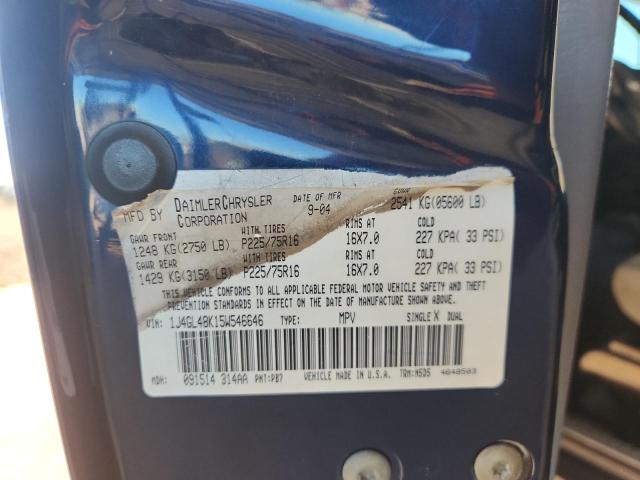 MFD BY DAIMLERCHRYSLER CORPORATION DATE OF MFR 9-04 GVWR 2541 KG(05600 LB)
GAWR FRONT WITH TIRES RIMS AT COLD
1248 KG(2750 LB) P225/75R16 16X7.0 227 KPA( 33 PSI)
GAWR REAR WITH TIRES RIMS AT COLD
1429 KG(3150 LB) P225/75R16 16X7.0 227 KPA( 33 PSI)
THIS VEHICLE CONFORMS TO ALL APPLICABLE FEDERAL MOTOR VEHICLE SAFETY AND THEFT
PREVENTION STANDARDS IN EFFECT ON THE DATE OF MANUFACTURE SHOWN ABOVE.
VIN: 1J4GL48K15W546646 TYPE: MPV SINGLE X DUAL
MDH: 091514 314AA PNT:PB7 VEHICLE MADE IN U.S.A. TRM:N5D5 4648503